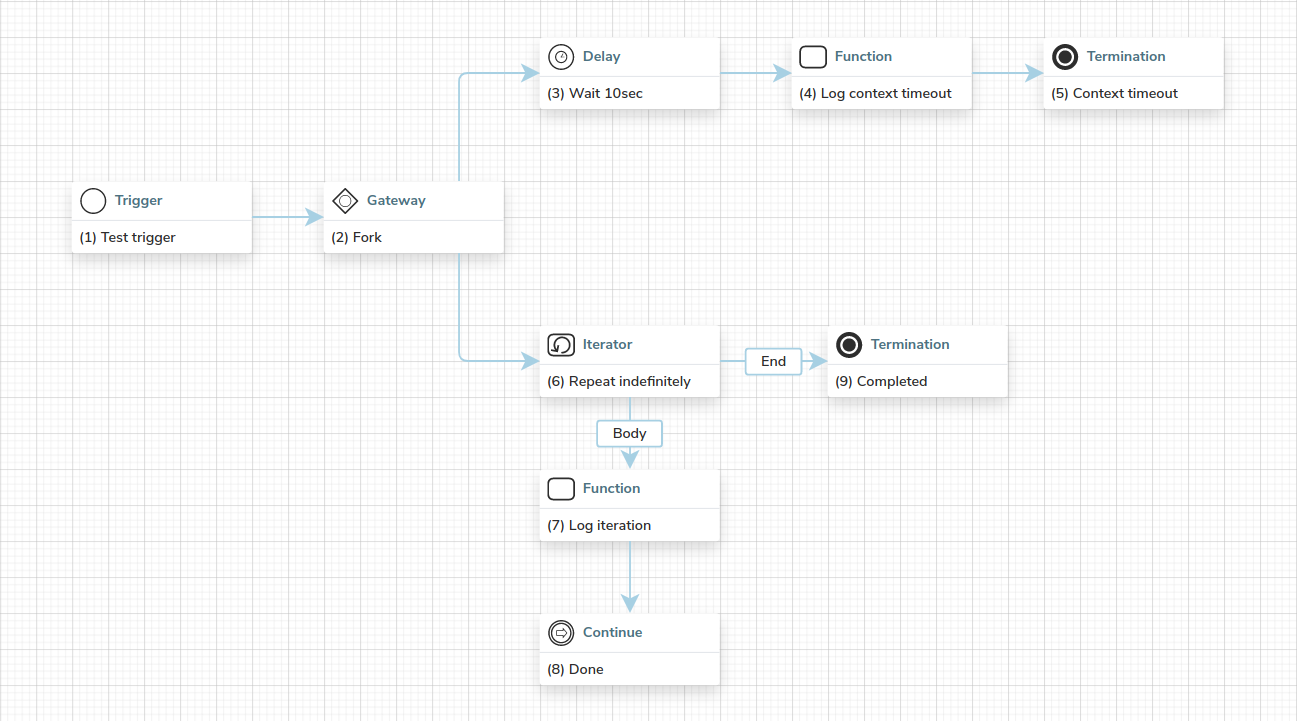 Delay
(3) Wait 10sec
Function
(4) Log context timeout
Termination
(5) Context timeout
Trigger
(1) Test trigger
Gateway
(2) Fork
Iterator
(6) Repeat indefinitely
End
Termination
(9) Completed
Body
Function
(7) Log iteration
Continue
(8) Done